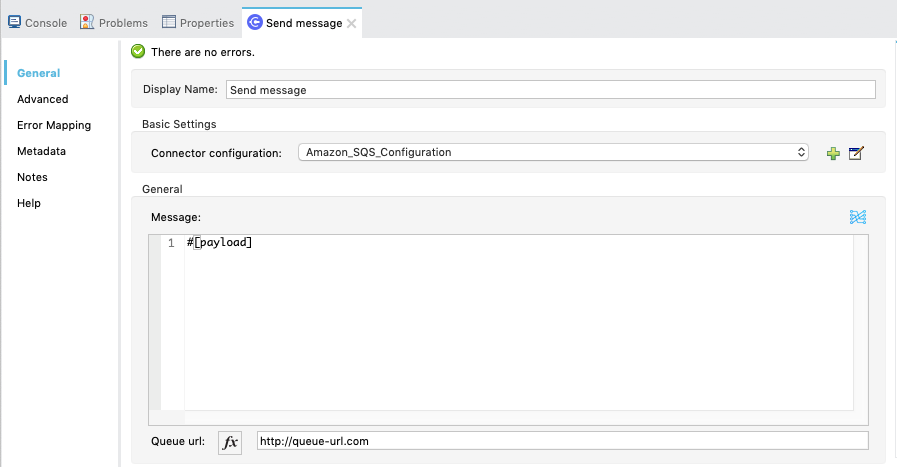 Console Problems Properties Send message
There are no errors.
General
Display Name: Send message
Advanced
Basic Settings
Error Mapping
Connector configuration: Amazon_SQS_Configuration
Metadata
Notes
General
Help
Message:
1 #[payload]
Queue url: fx http://queue-url.com